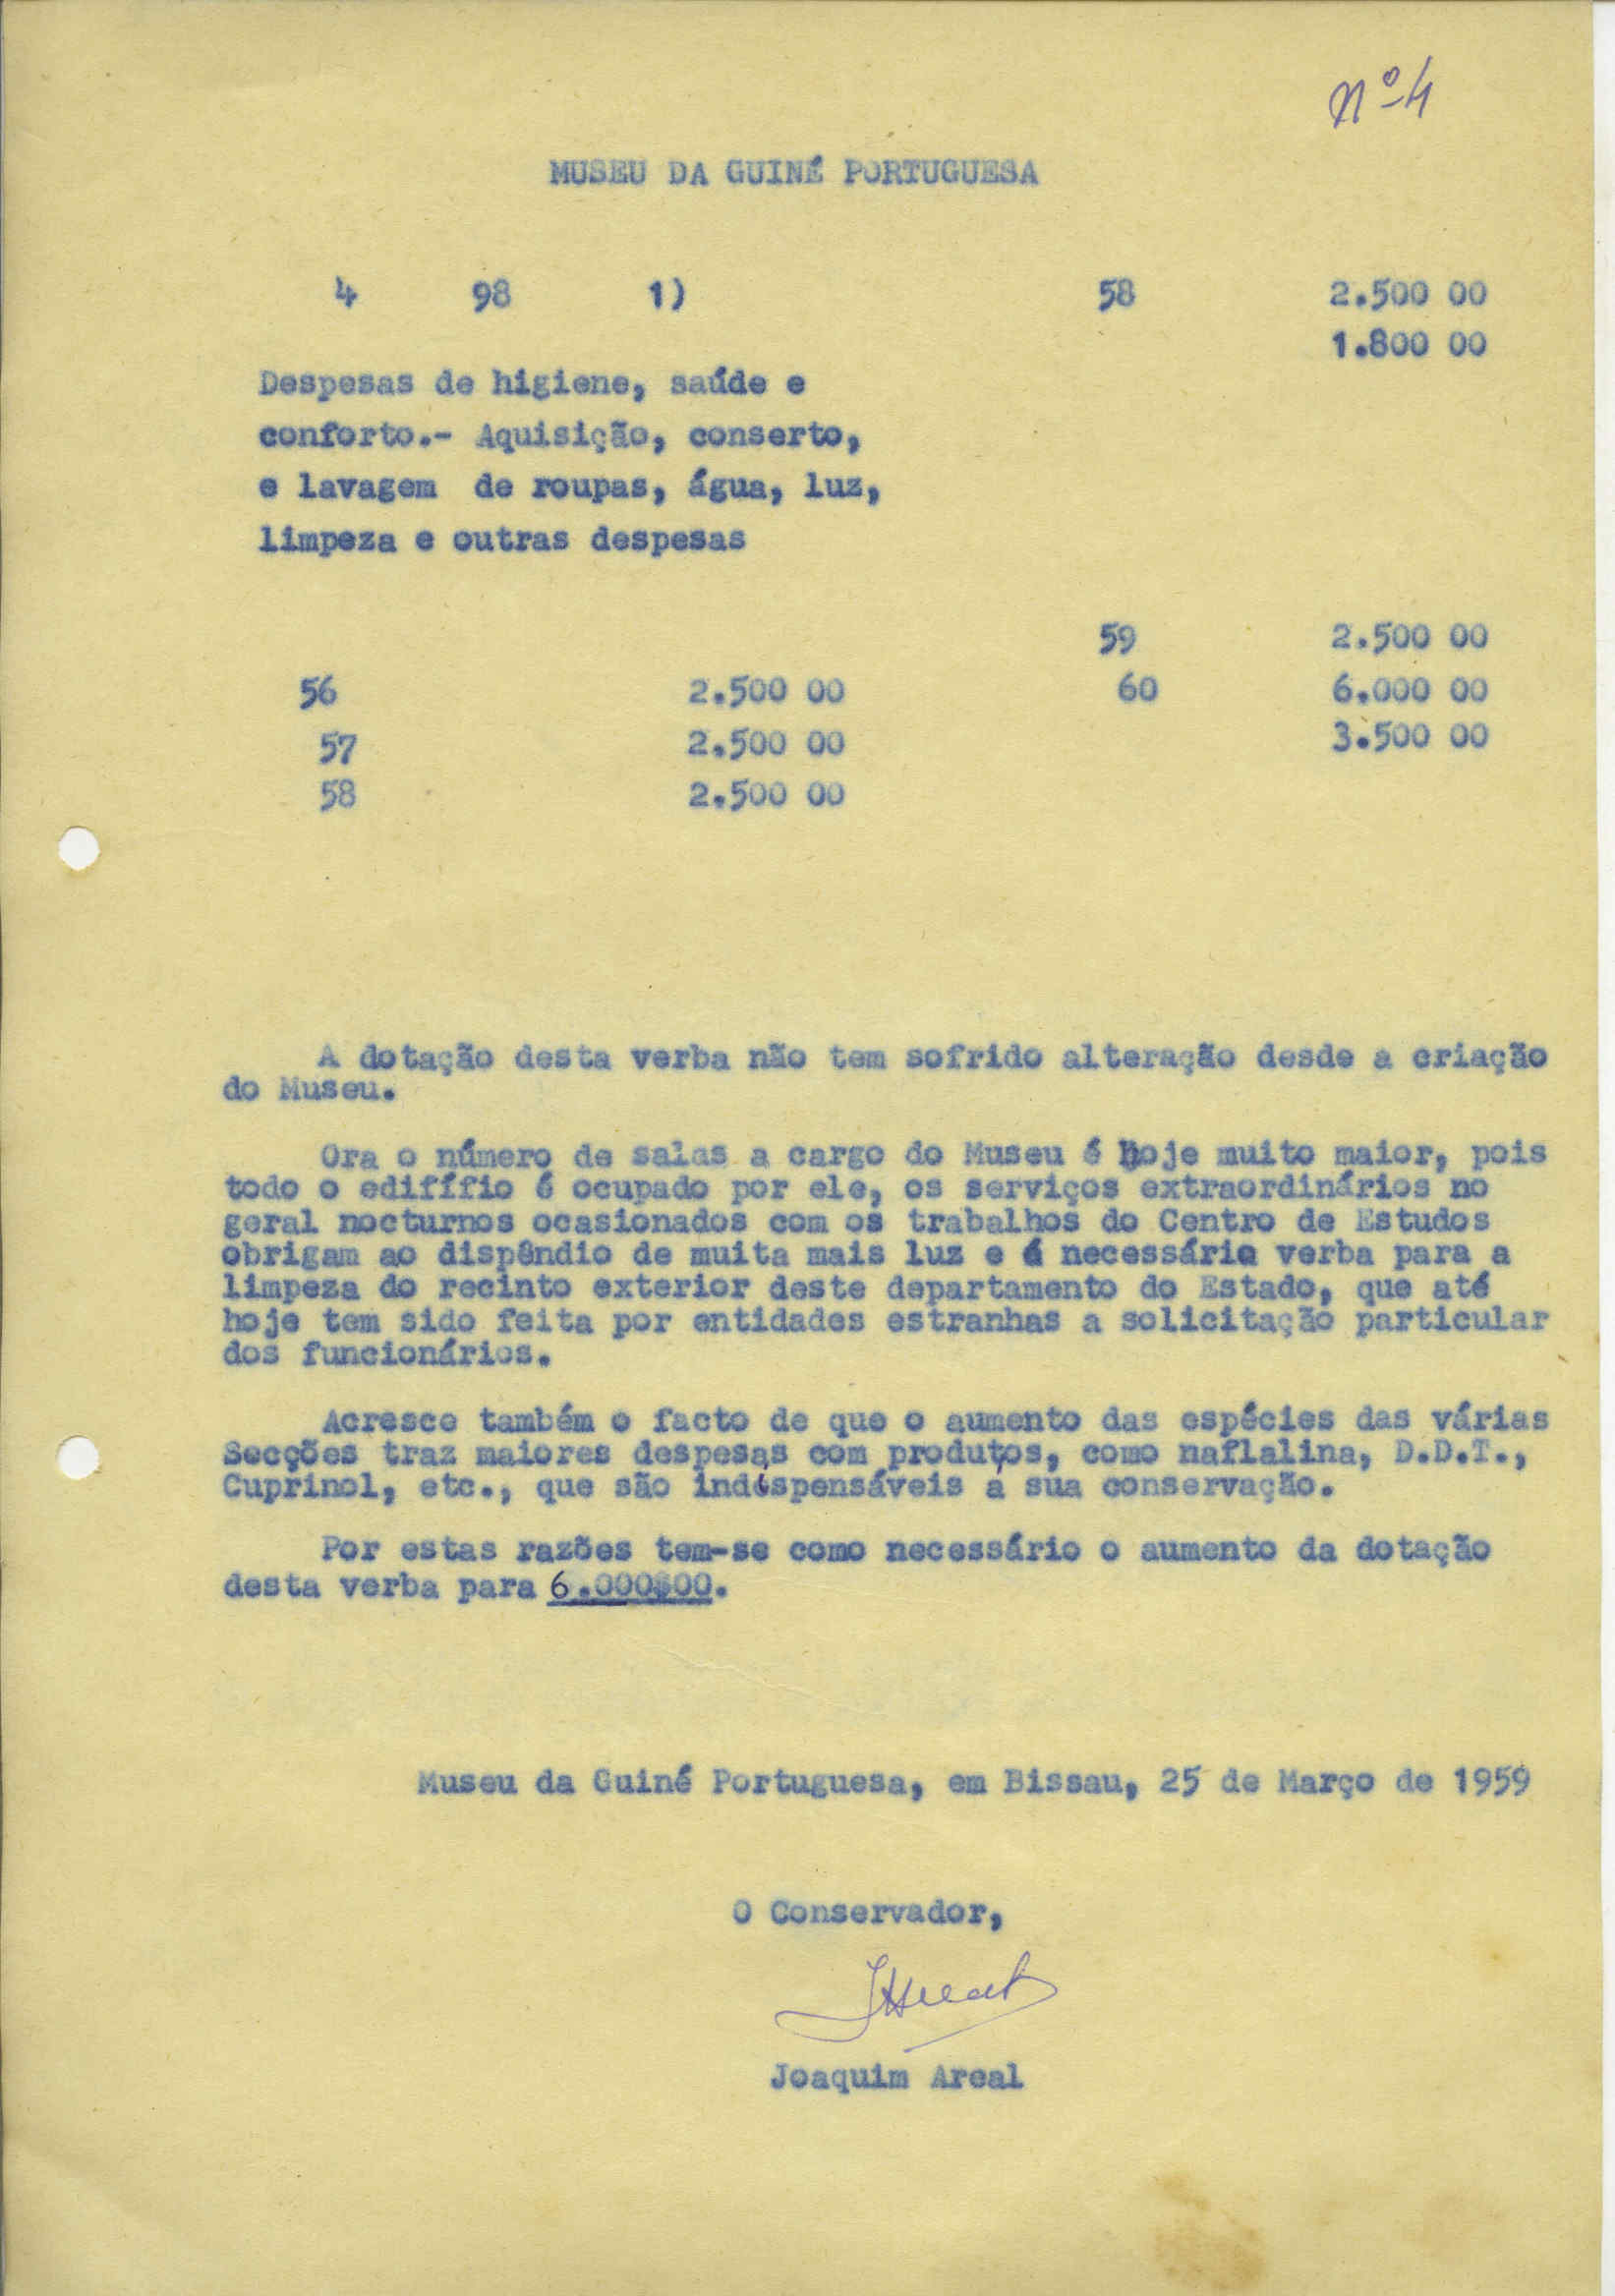 nº 4
MUSEU DA GUINÉ PORTUGUESA
4 98 1) 58 2.500 00
1.800 00
Despesas de higiene, saúde e
conforto.- Aquisição, conserto,
e lavagem de roupas, água, luz,
limpeza e outras despesas
59 2.500 00
56 2.500 00 60 6.000 00
57 2.500 00 3.500 00
58 2.500 00
A dotação desta verba não tem sofrido alteração desde a criação
do Museu.
Ora o número de salas a cargo do Museu é hoje muito maior, pois
todo o edifífio é ocupado por ele, os serviços extraordinários no
geral nocturnos ocasionados com os trabalhos do Centro de Estudos
obrigam ao dispêndio de muita mais luz e é necessária verba para a
limpeza do recinto exterior deste departamento do Estado, que até
hoje tem sido feita por entidades estranhas a solicitação particular
dos funcionários.
Acresce também o facto de que o aumento das espécies das várias
Secções traz maiores despesas com produtos, como naflalina, D.D.T.,
Cuprinol, etc., que são indispensáveis á sua conservação.
Por estas razões tem-se como necessário o aumento da dotação
desta verba para 6.000$00.
Museu da Guiné Portuguesa, em Bissau, 25 de Março de 1959
O Conservador,
JAreal
Joaquim Areal